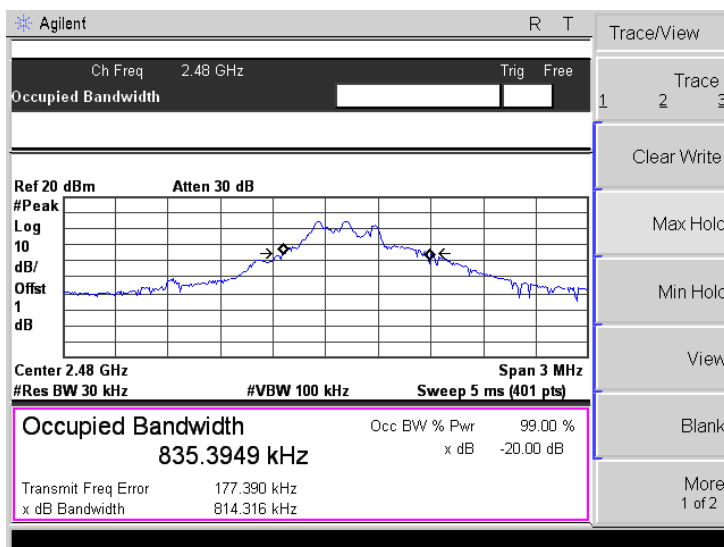 Agilent R T
Trace/View
Ch Freq 2.48 GHz Trig Free
Occupied Bandwidth
Trace
1 2 3
Clear Write
Ref 20 dBm Atten 30 dB
#Peak
Log
10
dB/
Offst
1
dB
Max Hold
Min Hold
View
Center 2.48 GHz Span 3 MHz
#Res BW 30 kHz #VBW 100 kHz Sweep 5 ms (401 pts)
Occupied Bandwidth
835.3949 kHz
Occ BW % Pwr 99.00 %
x dB -20.00 dB
Transmit Freq Error 177.390 kHz
x dB Bandwidth 814.316 kHz
Blank
More
1 of 2